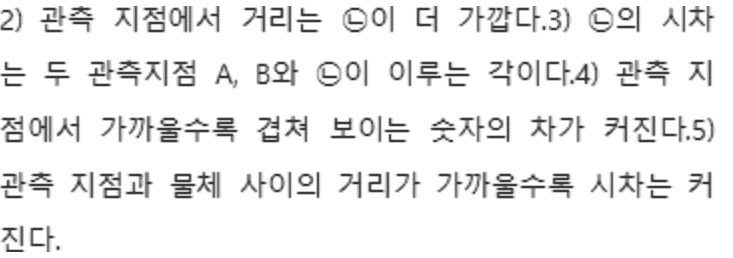 2) 관측 지점에서 거리는 ㉡이 더 가깝다.3) ㉡의 시차
는 두 관측지점 A, B와 ㉡이 이루는 각이다.4) 관측 지
점에서 가까울수록 겹쳐 보이는 숫자의 차가 커진다.5)
관측 지점과 물체 사이의 거리가 가까울수록 시차는 커
진다.